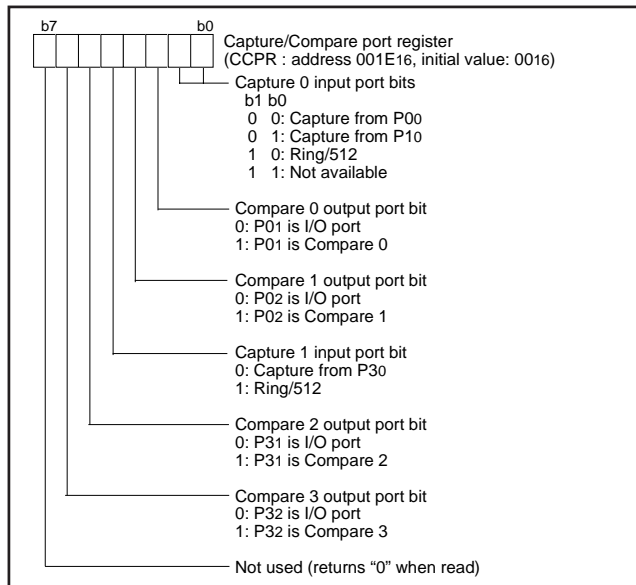 b7 b0
Capture/Compare port register
(CCPR : address 001E16, initial value: 0016)
Capture 0 input port bits
b1 b0
0 0: Capture from P00
0 1: Capture from P10
1 0: Ring/512
1 1: Not available
Compare 0 output port bit
0: P01 is I/O port
1: P01 is Compare 0
Compare 1 output port bit
0: P02 is I/O port
1: P02 is Compare 1
Capture 1 input port bit
0: Capture from P30
1: Ring/512
Compare 2 output port bit
0: P31 is I/O port
1: P31 is Compare 2
Compare 3 output port bit
0: P32 is I/O port
1: P32 is Compare 3
Not used (returns “0” when read)